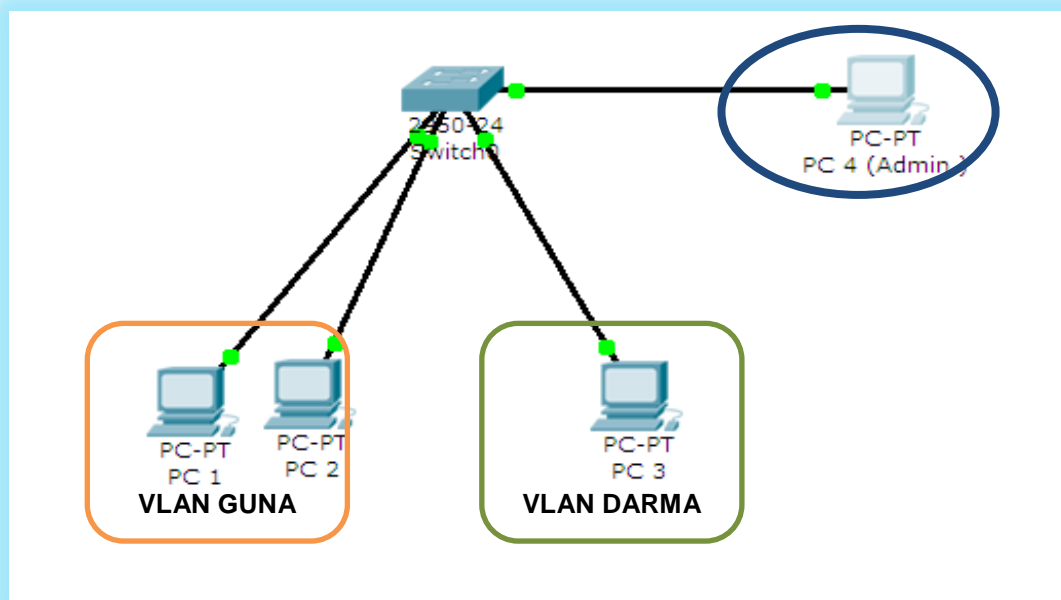 2950-24
Switch0
PC-PT
PC 4 (Admin.)
PC-PT
PC 1
PC-PT
PC 2
VLAN GUNA
PC-PT
PC 3
VLAN DARMA